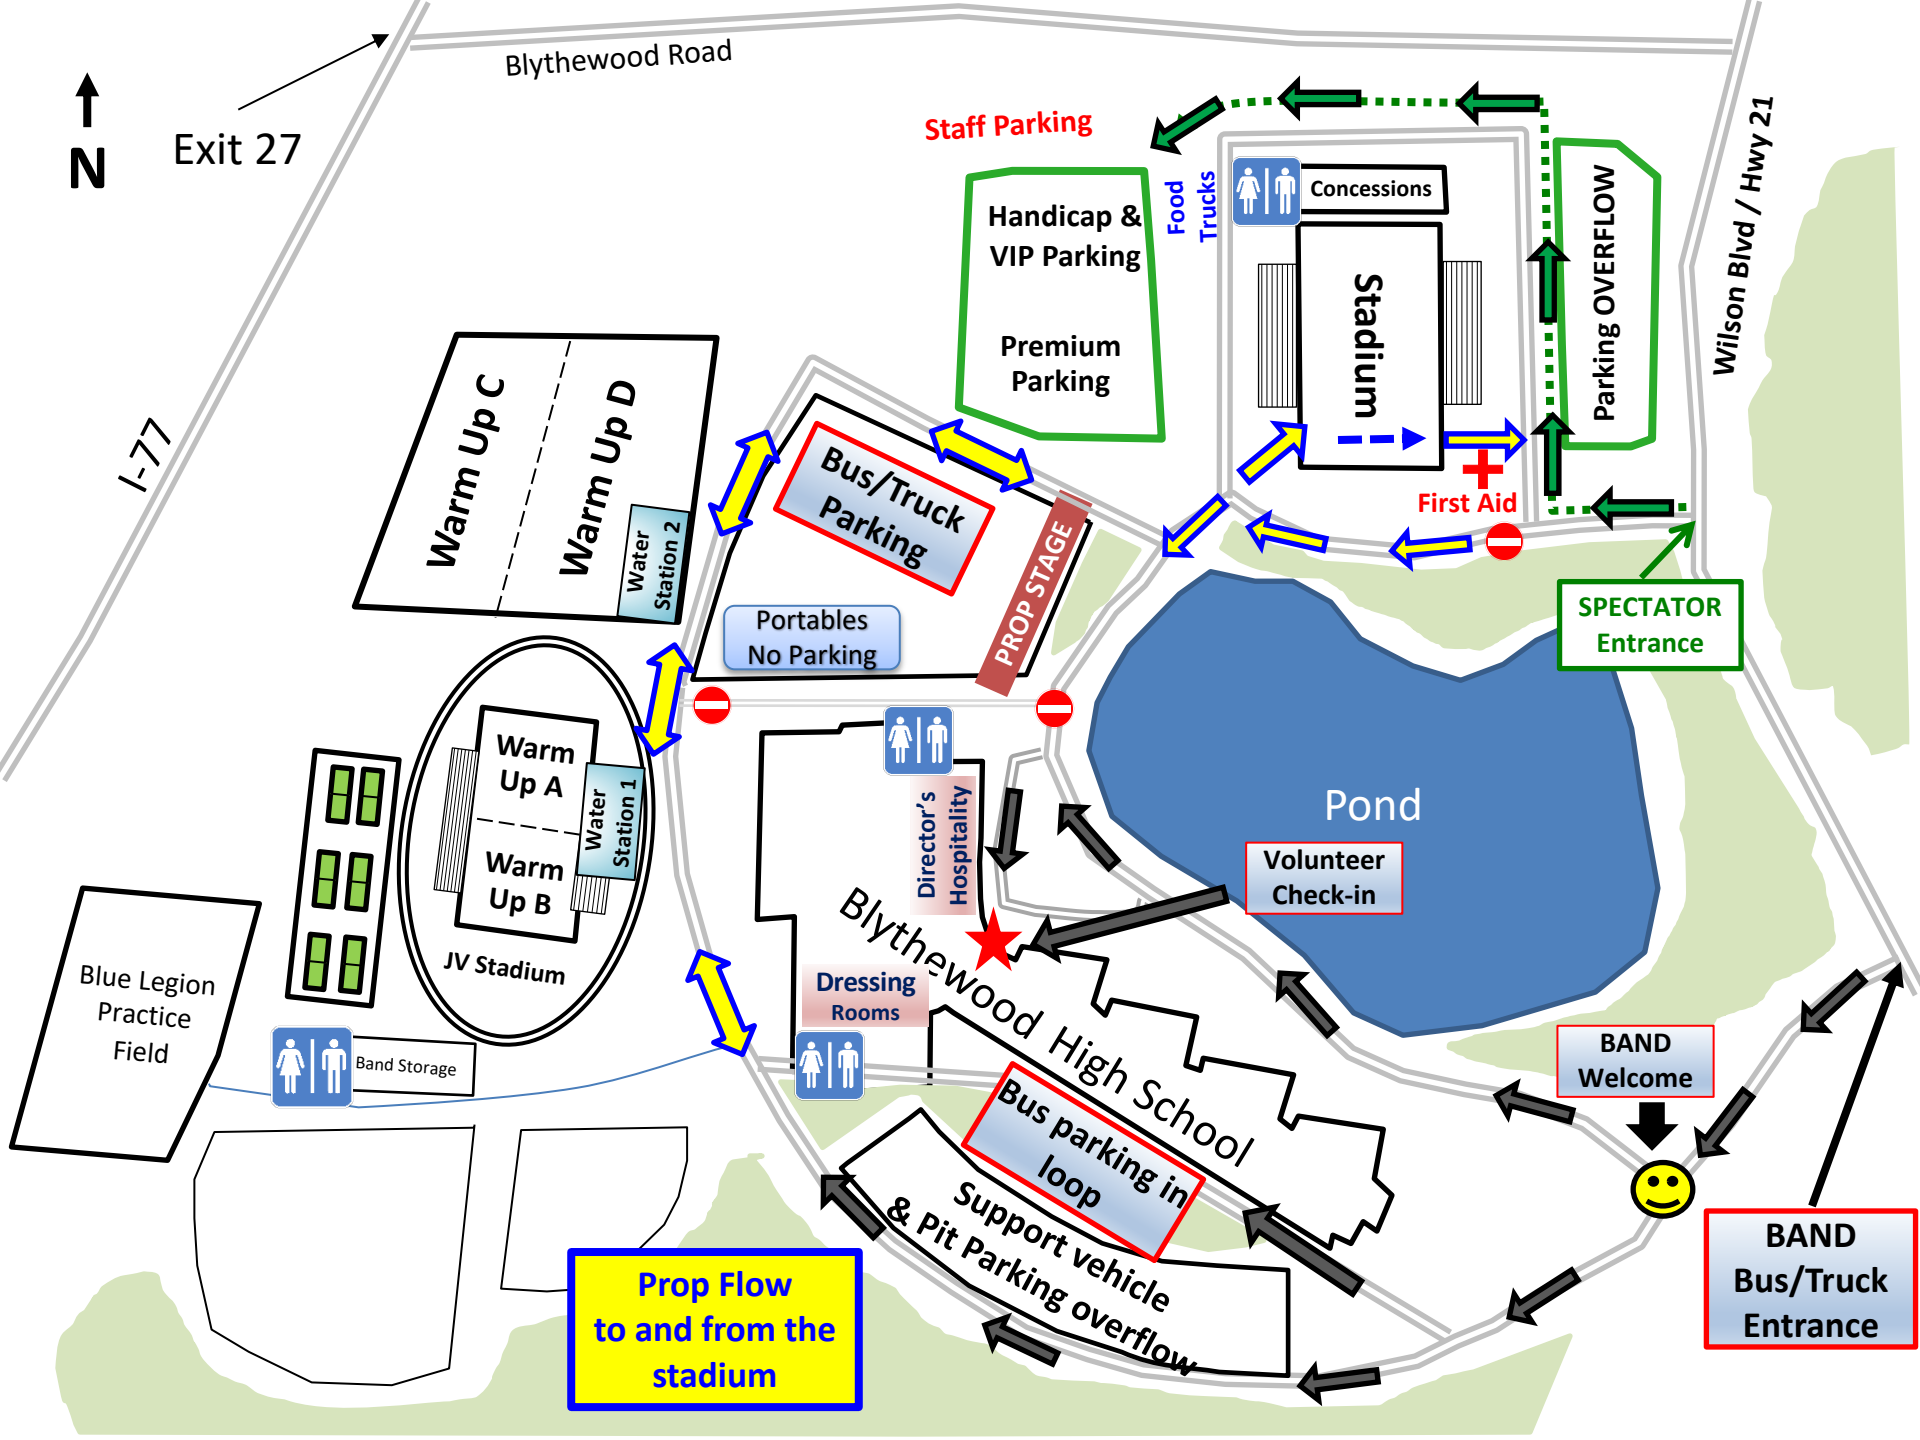 Blythewood Road
N
Exit 27
I-77
Wilson Blvd / Hwy 21
Staff Parking
Food
Trucks
Concessions
Handicap &
VIP Parking
Premium
Parking
Stadium
Parking OVERFLOW
First Aid
SPECTATOR
Entrance
Warm Up C
Warm Up D
Water
Station 2
Bus/Truck
Parking
PROP STAGE
Portables
No Parking
Warm
Up A
Warm
Up B
Water
Station 1
JV Stadium
Director's
Hospitality
Pond
Volunteer
Check-in
Blythewood High School
Dressing
Rooms
Blue Legion
Practice
Field
Band Storage
Bus parking in
loop
Support vehicle
& Pit Parking overflow
BAND
Welcome
BAND
Bus/Truck
Entrance
Prop Flow
to and from the
stadium